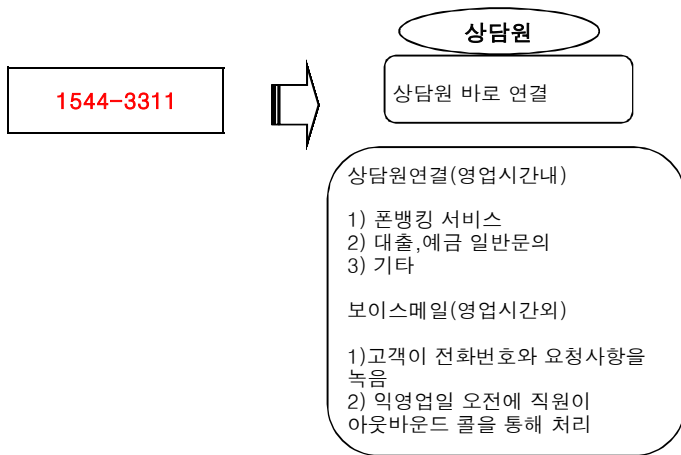 상담원
1544-3311
상담원 바로 연결
상담원연결(영업시간내)
1) 폰뱅킹 서비스
2) 대출,예금 일반문의
3) 기타
보이스메일(영업시간외)
1)고객이 전화번호와 요청사항을
녹음
2) 익영업일 오전에 직원이
아웃바운드 콜을 통해 처리